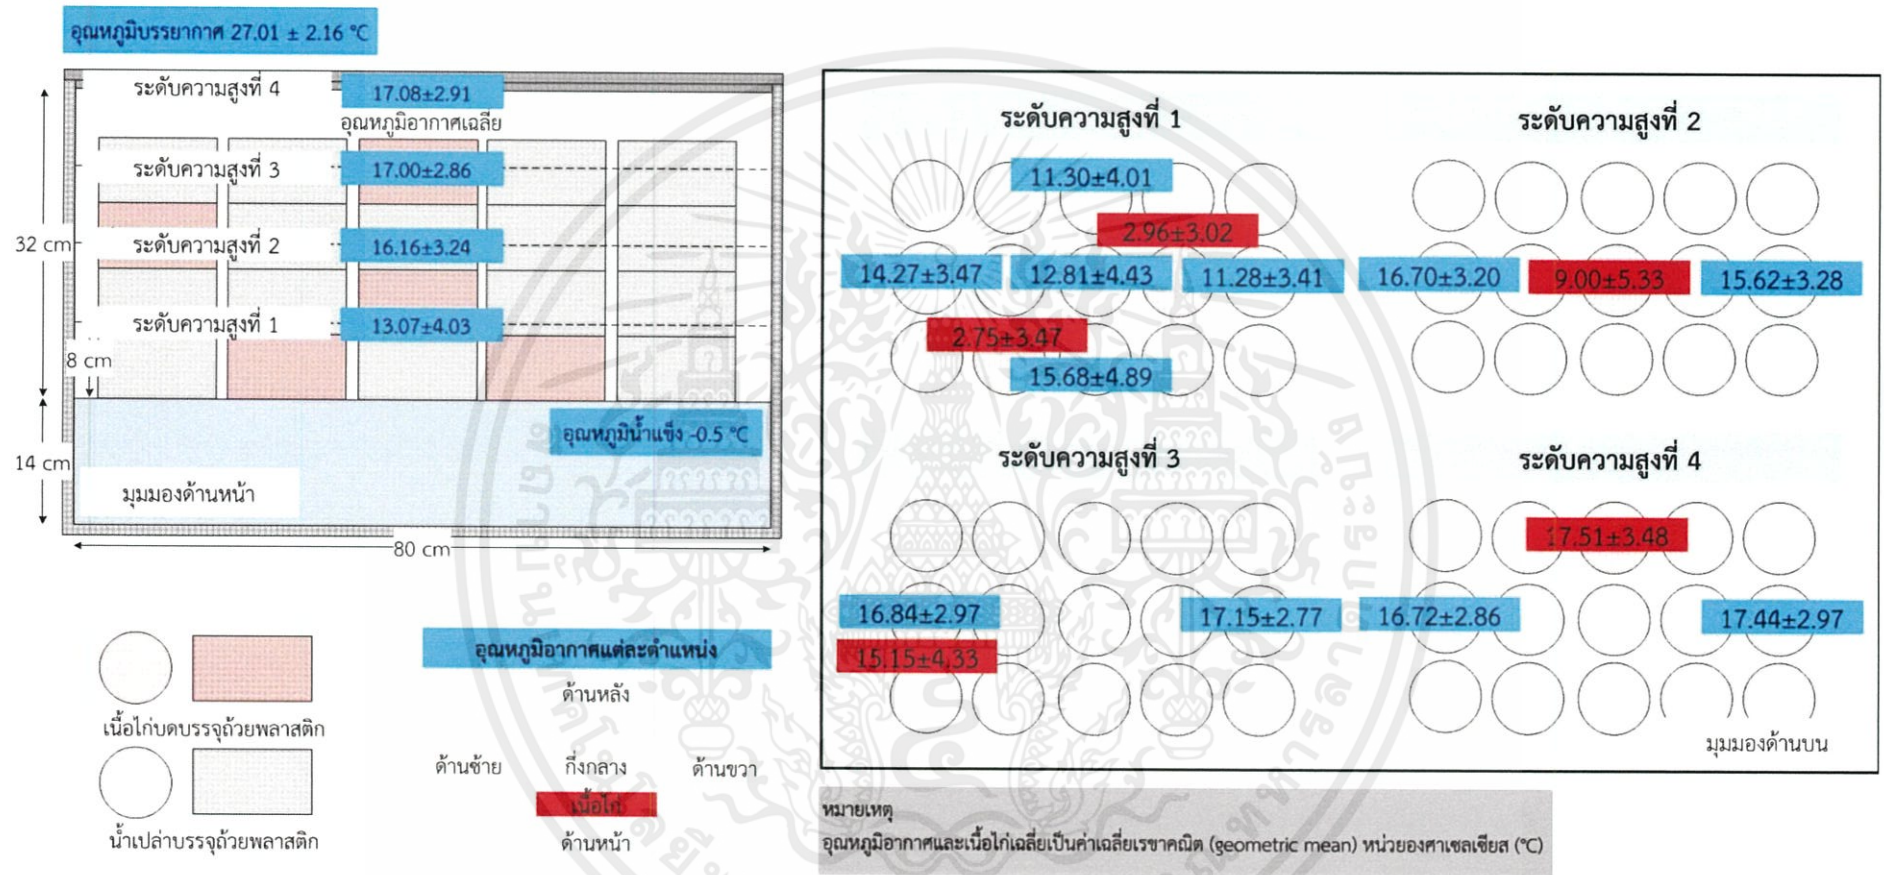 อุณหภูมิบรรยากาศ 27.01 ± 2.16 °C
ระดับความสูงที่ 4
17.08±2.91
อุณหภูมิอากาศเฉลี่ย
ระดับความสูงที่ 3
17.00±2.86
32 cm
ระดับความสูงที่ 2
16.16±3.24
ระดับความสูงที่ 1
13.07±4.03
8 cm
อุณหภูมิน้ำแข็ง -0.5 °C
14 cm
มุมมองด้านหน้า
80 cm
เนื้อไก่บดบรรจุถ้วยพลาสติก
น้ำเปล่าบรรจุถ้วยพลาสติก
อุณหภูมิอากาศแต่ละตำแหน่ง
ด้านหลัง
ด้านซ้าย กึ่งกลาง ด้านขวา
เนื้อไก่
ด้านหน้า
ระดับความสูงที่ 1
11.30±4.01
2.96±3.02
14.27±3.47 12.81±4.43 11.28±3.41
2.75±3.47
15.68±4.89
ระดับความสูงที่ 2
16.70±3.20 9.00±5.33 15.62±3.28
ระดับความสูงที่ 3
16.84±2.97 17.15±2.77
15.15±4.33
ระดับความสูงที่ 4
17.51±3.48
16.72±2.86 17.44±2.97
มุมมองด้านบน
หมายเหตุ
อุณหภูมิอากาศและเนื้อไก่เฉลี่ยเป็นค่าเฉลี่ยเรขาคณิต (geometric mean) หน่วยองศาเซลเซียส (°C)